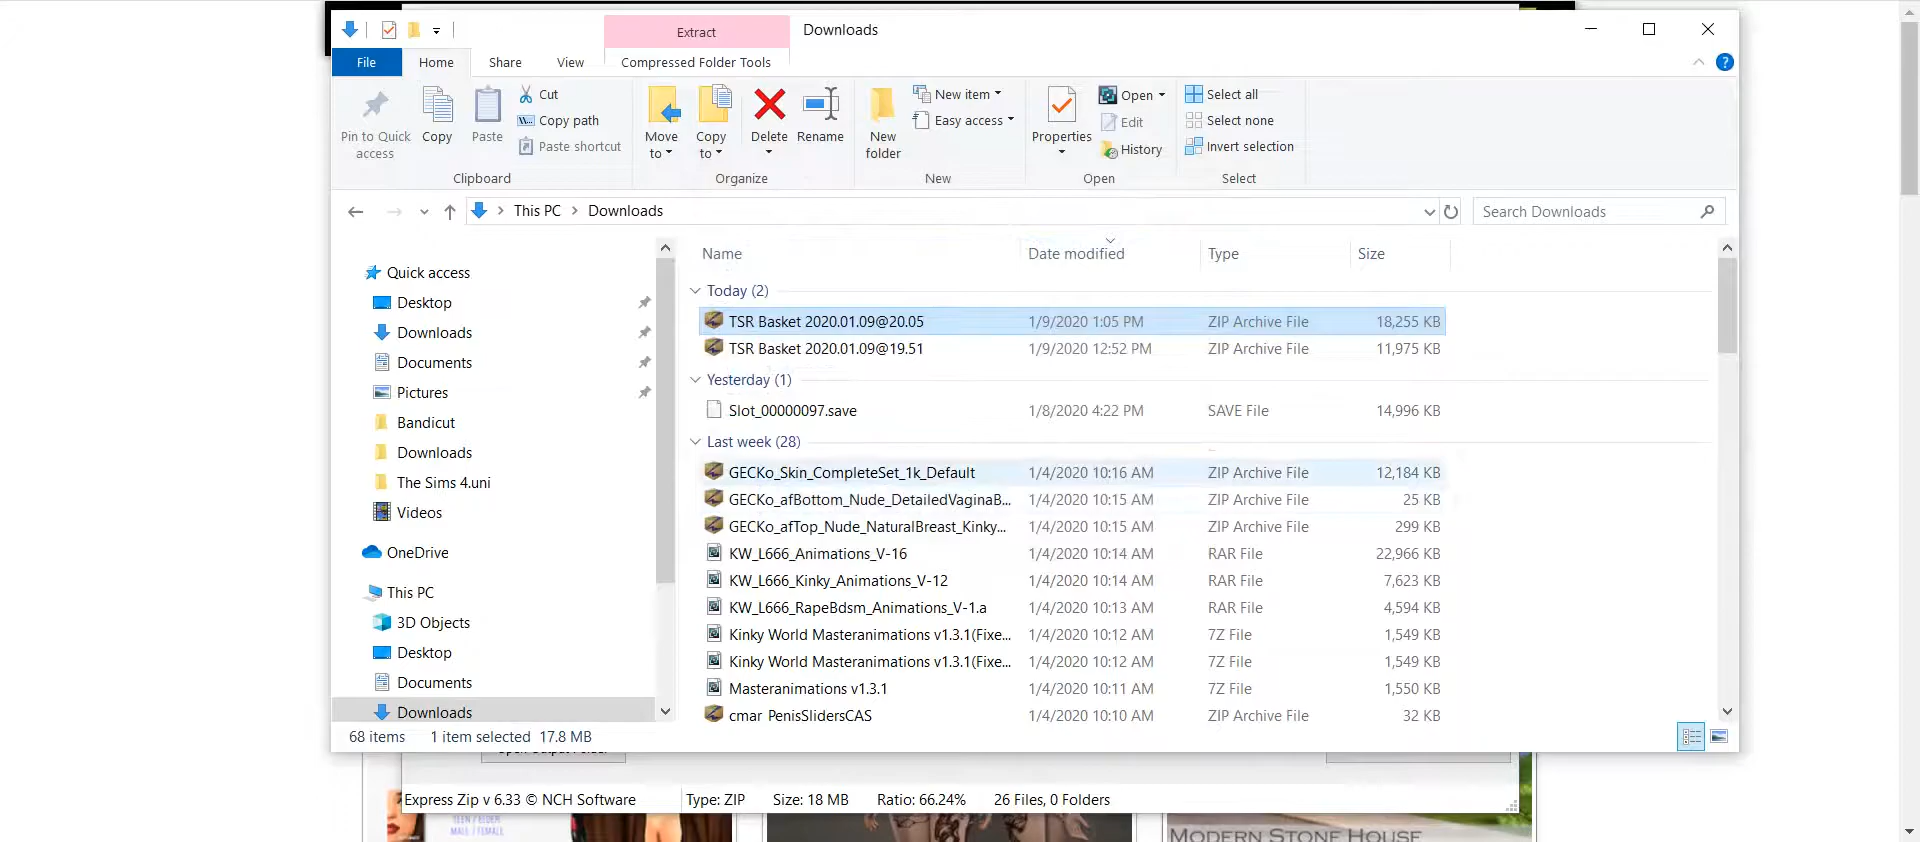 Extract
Downloads
File
Home
Share
View
Compressed Folder Tools
Pin to Quick access
Copy
Paste
Cut
Copy path
Paste shortcut
Move to
Copy to
Delete
Rename
New folder
New item
Easy access
Properties
Open
Edit
History
Select all
Select none
Invert selection
Clipboard
Organize
New
Open
Select
This PC
Downloads
Search Downloads
Name
Date modified
Type
Size
Quick access
Desktop
Downloads
Documents
Pictures
Bandicut
Downloads
The Sims 4.uni
Videos
OneDrive
This PC
3D Objects
Desktop
Documents
Downloads
Today (2)
TSR Basket 2020.01.09@20.05 1/9/2020 1:05 PM ZIP Archive File 18,255 KB
TSR Basket 2020.01.09@19.51 1/9/2020 12:52 PM ZIP Archive File 11,975 KB
Yesterday (1)
Slot_00000097.save 1/8/2020 4:22 PM SAVE File 14,996 KB
Last week (28)
GECKo_Skin_CompleteSet_1k_Default 1/4/2020 10:16 AM ZIP Archive File 12,184 KB
GECKo_afBottom_Nude_DetailedVaginaB... 1/4/2020 10:15 AM ZIP Archive File 25 KB
GECKo_afTop_Nude_NaturalBreast_Kinky... 1/4/2020 10:15 AM ZIP Archive File 299 KB
KW_L666_Animations_V-16 1/4/2020 10:14 AM RAR File 22,966 KB
KW_L666_Kinky_Animations_V-12 1/4/2020 10:14 AM RAR File 7,623 KB
KW_L666_RapeBdsm_Animations_V-1.a 1/4/2020 10:13 AM RAR File 4,594 KB
Kinky World Masteranimations v1.3.1(Fixe... 1/4/2020 10:12 AM 7Z File 1,549 KB
Kinky World Masteranimations v1.3.1(Fixe... 1/4/2020 10:12 AM 7Z File 1,549 KB
Masteranimations v1.3.1 1/4/2020 10:11 AM 7Z File 1,550 KB
cmar PenisSlidersCAS 1/4/2020 10:10 AM ZIP Archive File 32 KB
68 items 1 item selected 17.8 MB
Open Output Folder
Express Zip v 6.33 © NCH Software Type: ZIP Size: 18 MB Ratio: 66.24% 26 Files, 0 Folders
TEEN / ELDER
MALE / FEMALE
MODERN STONE HOUSE